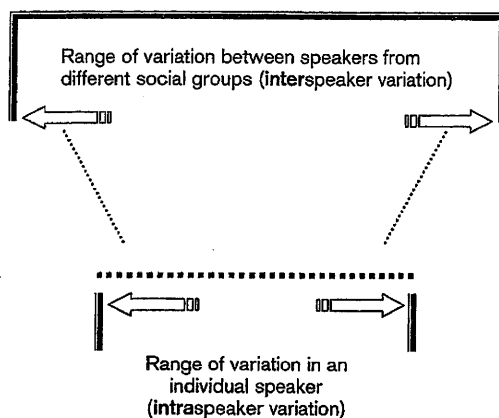 Range of variation between speakers from
different social groups (interspeaker variation)
Range of variation in an
individual speaker
(intraspeaker variation)